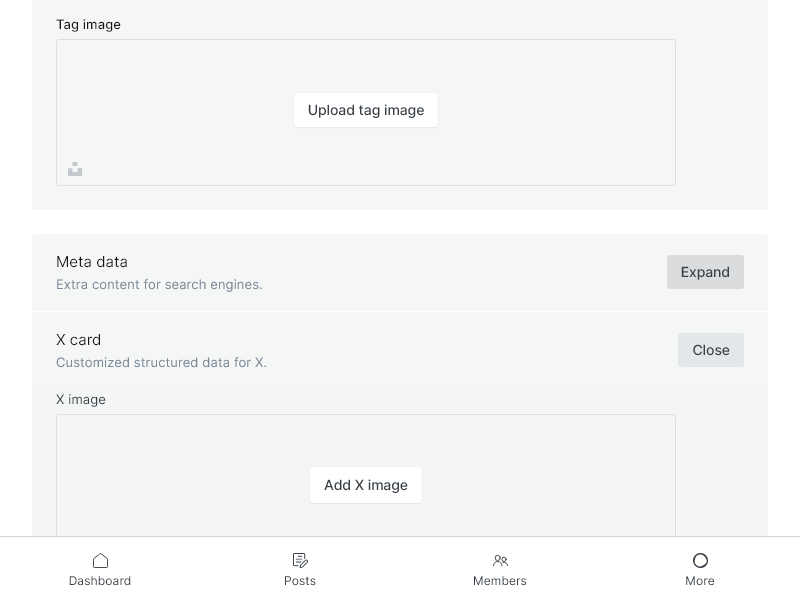 Tag image
Upload tag image
Meta data
Extra content for search engines.
Expand
X card
Customized structured data for X.
Close
X image
Add X image
Dashboard
Posts
Members
More